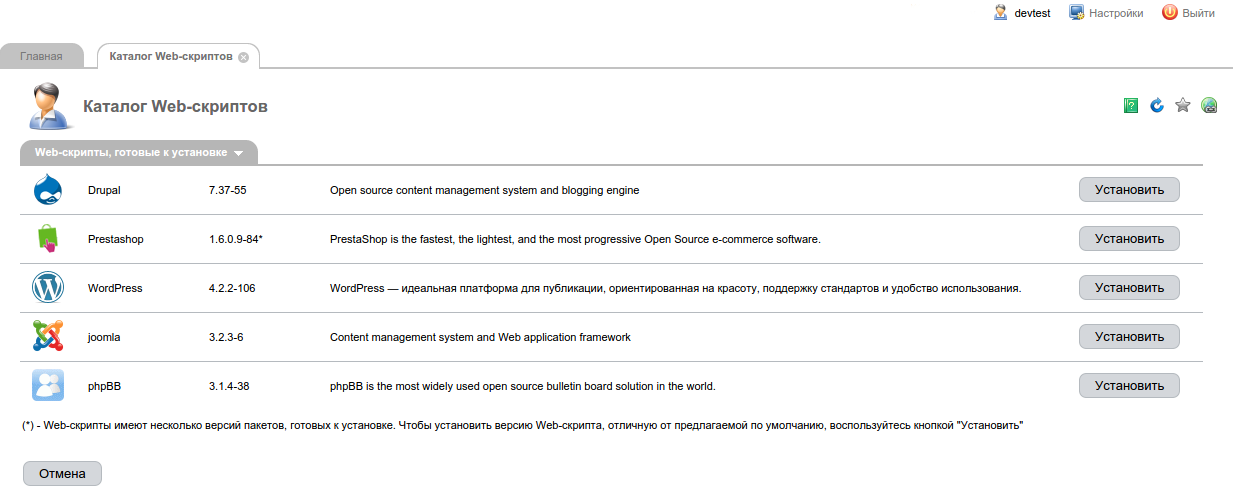 devtest Настройки Выйти
Главная Каталог Web-скриптов
Каталог Web-скриптов
Web-скрипты, готовые к установке
Drupal 7.37-55 Open source content management system and blogging engine Установить
Prestashop 1.6.0.9-84* PrestaShop is the fastest, the lightest, and the most progressive Open Source e-commerce software. Установить
WordPress 4.2.2-106 WordPress — идеальная платформа для публикации, ориентированная на красоту, поддержку стандартов и удобство использования. Установить
joomla 3.2.3-6 Content management system and Web application framework Установить
phpBB 3.1.4-38 phpBB is the most widely used open source bulletin board solution in the world. Установить
(*) - Web-скрипты имеют несколько версий пакетов, готовых к установке. Чтобы установить версию Web-скрипта, отличную от предлагаемой по умолчанию, воспользуйтесь кнопкой "Установить"
Отмена